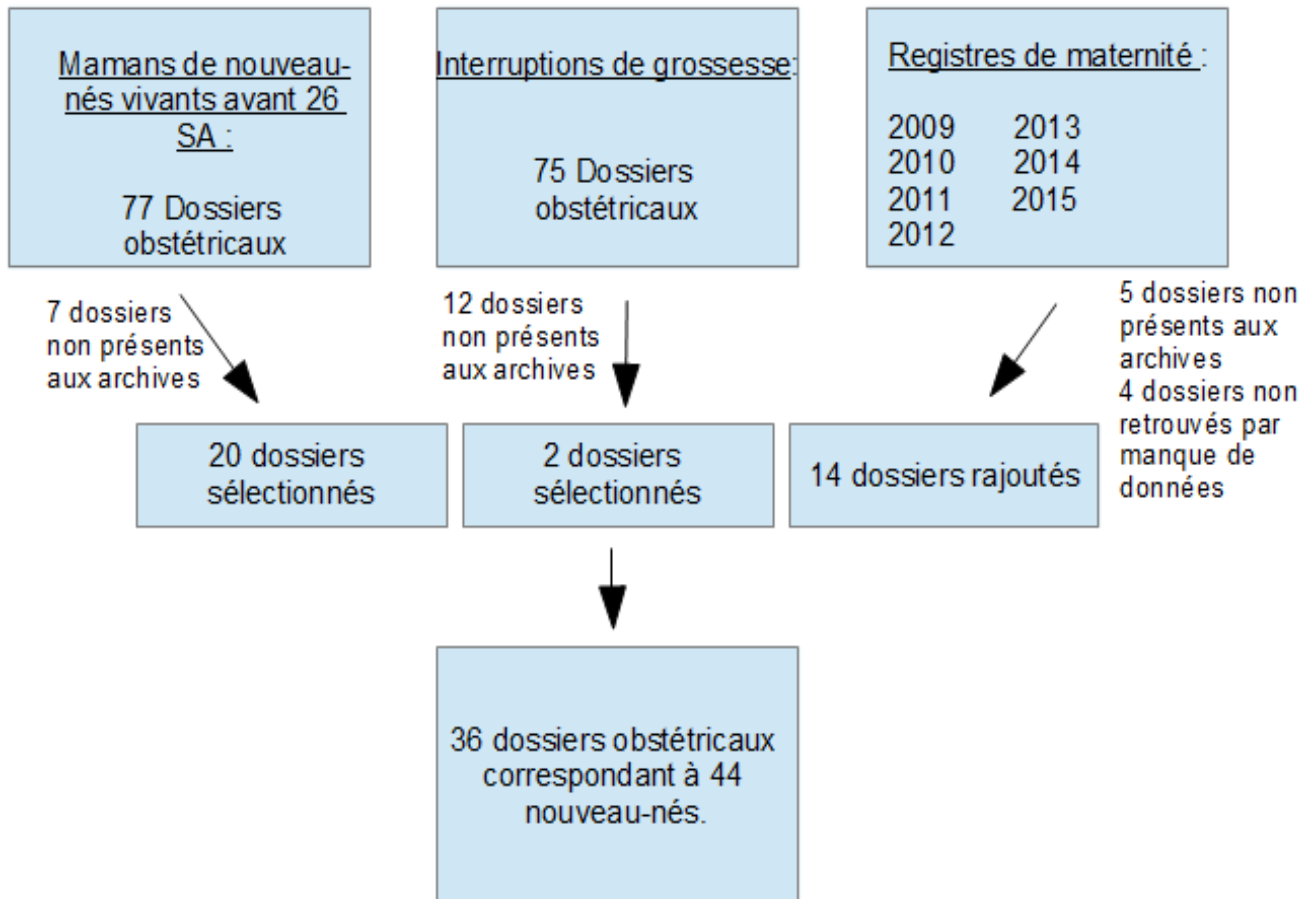 Mamans de nouveau-
nés vivants avant 26
SA :
77 Dossiers
obstétricaux
Interruptions de grossesse:
75 Dossiers
obstétricaux
Registres de maternité :
2009 2013
2010 2014
2011 2015
2012
7 dossiers
non présents
aux archives
12 dossiers
non présents
aux archives
5 dossiers non
présents aux
archives
4 dossiers non
retrouvés par
manque de
données
20 dossiers
sélectionnés
2 dossiers
sélectionnés
14 dossiers rajoutés
36 dossiers obstétricaux
correspondant à 44
nouveau-nés.